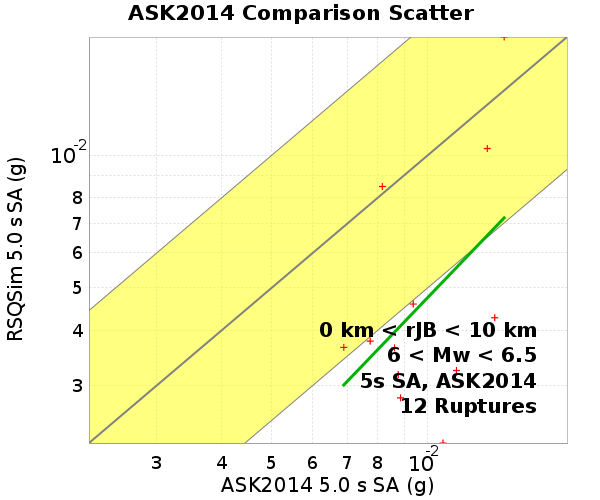 ASK2014 Comparison Scatter
RSQSim 5.0 s SA (g)
10-2
8
7
6
5
4
3
0 km < rJB < 10 km
6 < Mw < 6.5
5s SA, ASK2014
12 Ruptures
3 4 5 6 7 8 10-2
ASK2014 5.0 s SA (g)